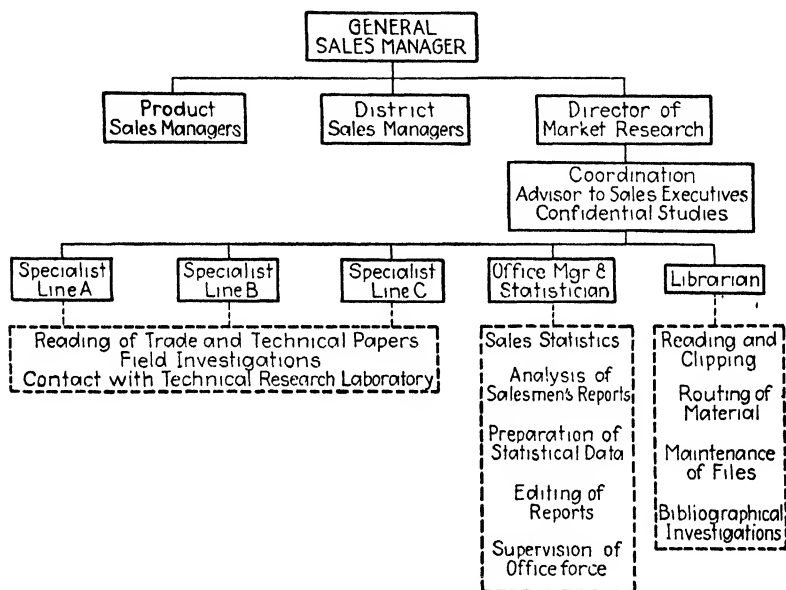 GENERAL
SALES MANAGER
Product
Sales Managers
District
Sales Managers
Director of
Market Research
Coordination
Advisor to Sales Executives
Confidential Studies
Specialist
Line A
Specialist
Line B
Specialist
Line C
Office Mgr &
Statistician
Librarian
Reading of Trade and Technical Papers
Field Investigations
Contact with Technical Research Laboratory
Sales Statistics
Analysis of
Salesmen's Reports
Preparation of
Statistical Data
Editing of
Reports
Supervision of
Office force
Reading and
Clipping
Routing of
Material
Maintenance
of Files
Bibliographical
Investigations